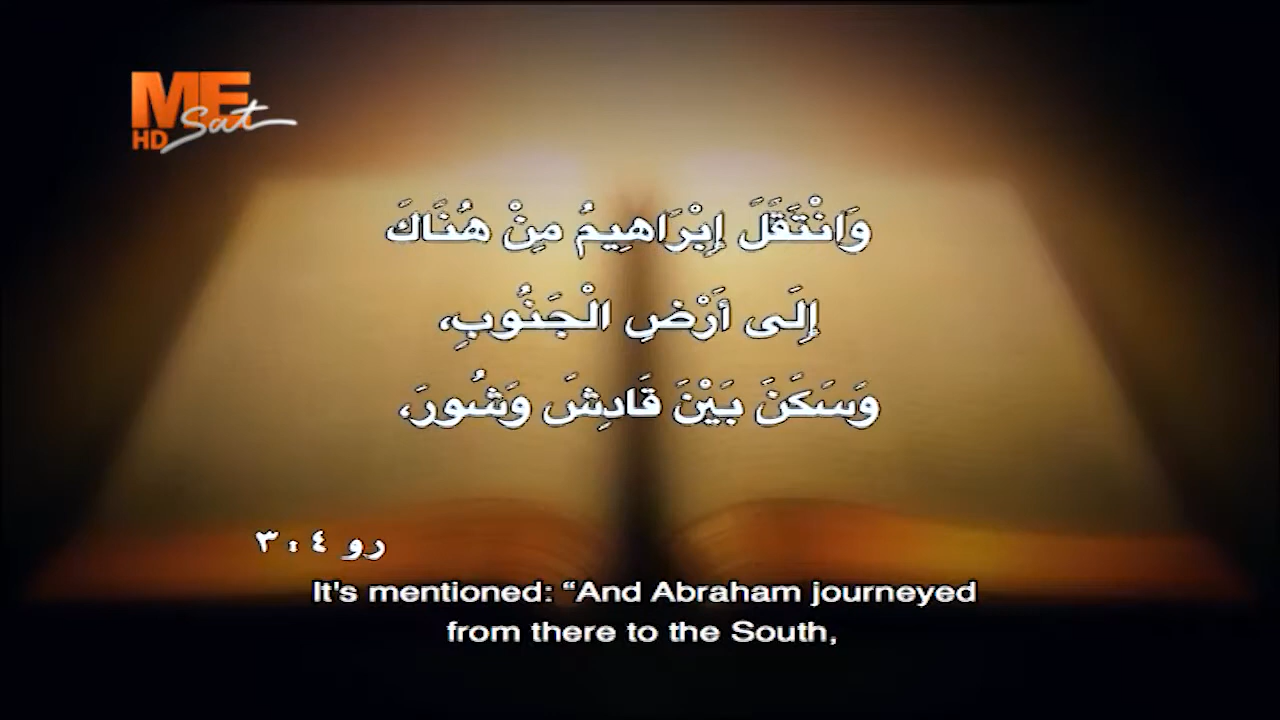 ME
HD Sat
وَانْتَقَلَ إِبْرَاهِيمُ مِنْ هُنَاكَ
إِلَى أَرْضِ الْجَنُوبِ،
وَسَكَنَ بَيْنَ قَادِشَ وَشُورَ،
رو ٤ : ٣
It's mentioned: “And Abraham journeyed
from there to the South,